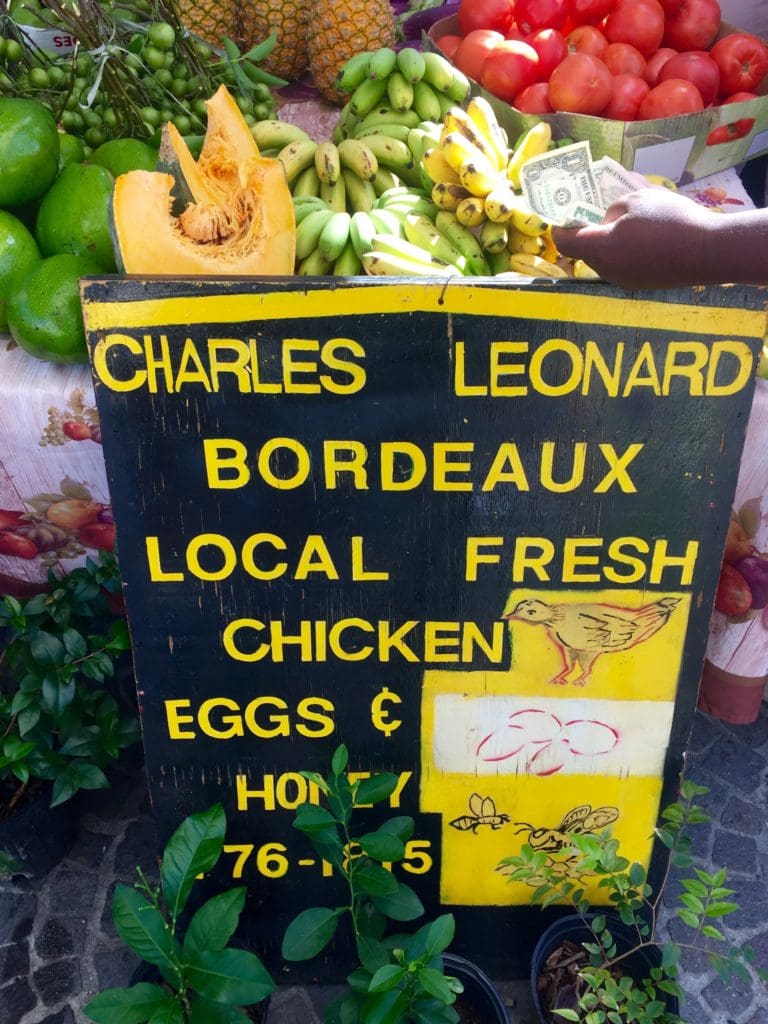 CHARLES LEONARD
BORDEAUX
LOCAL FRESH
CHICKEN
EGGS ¢
HONEY